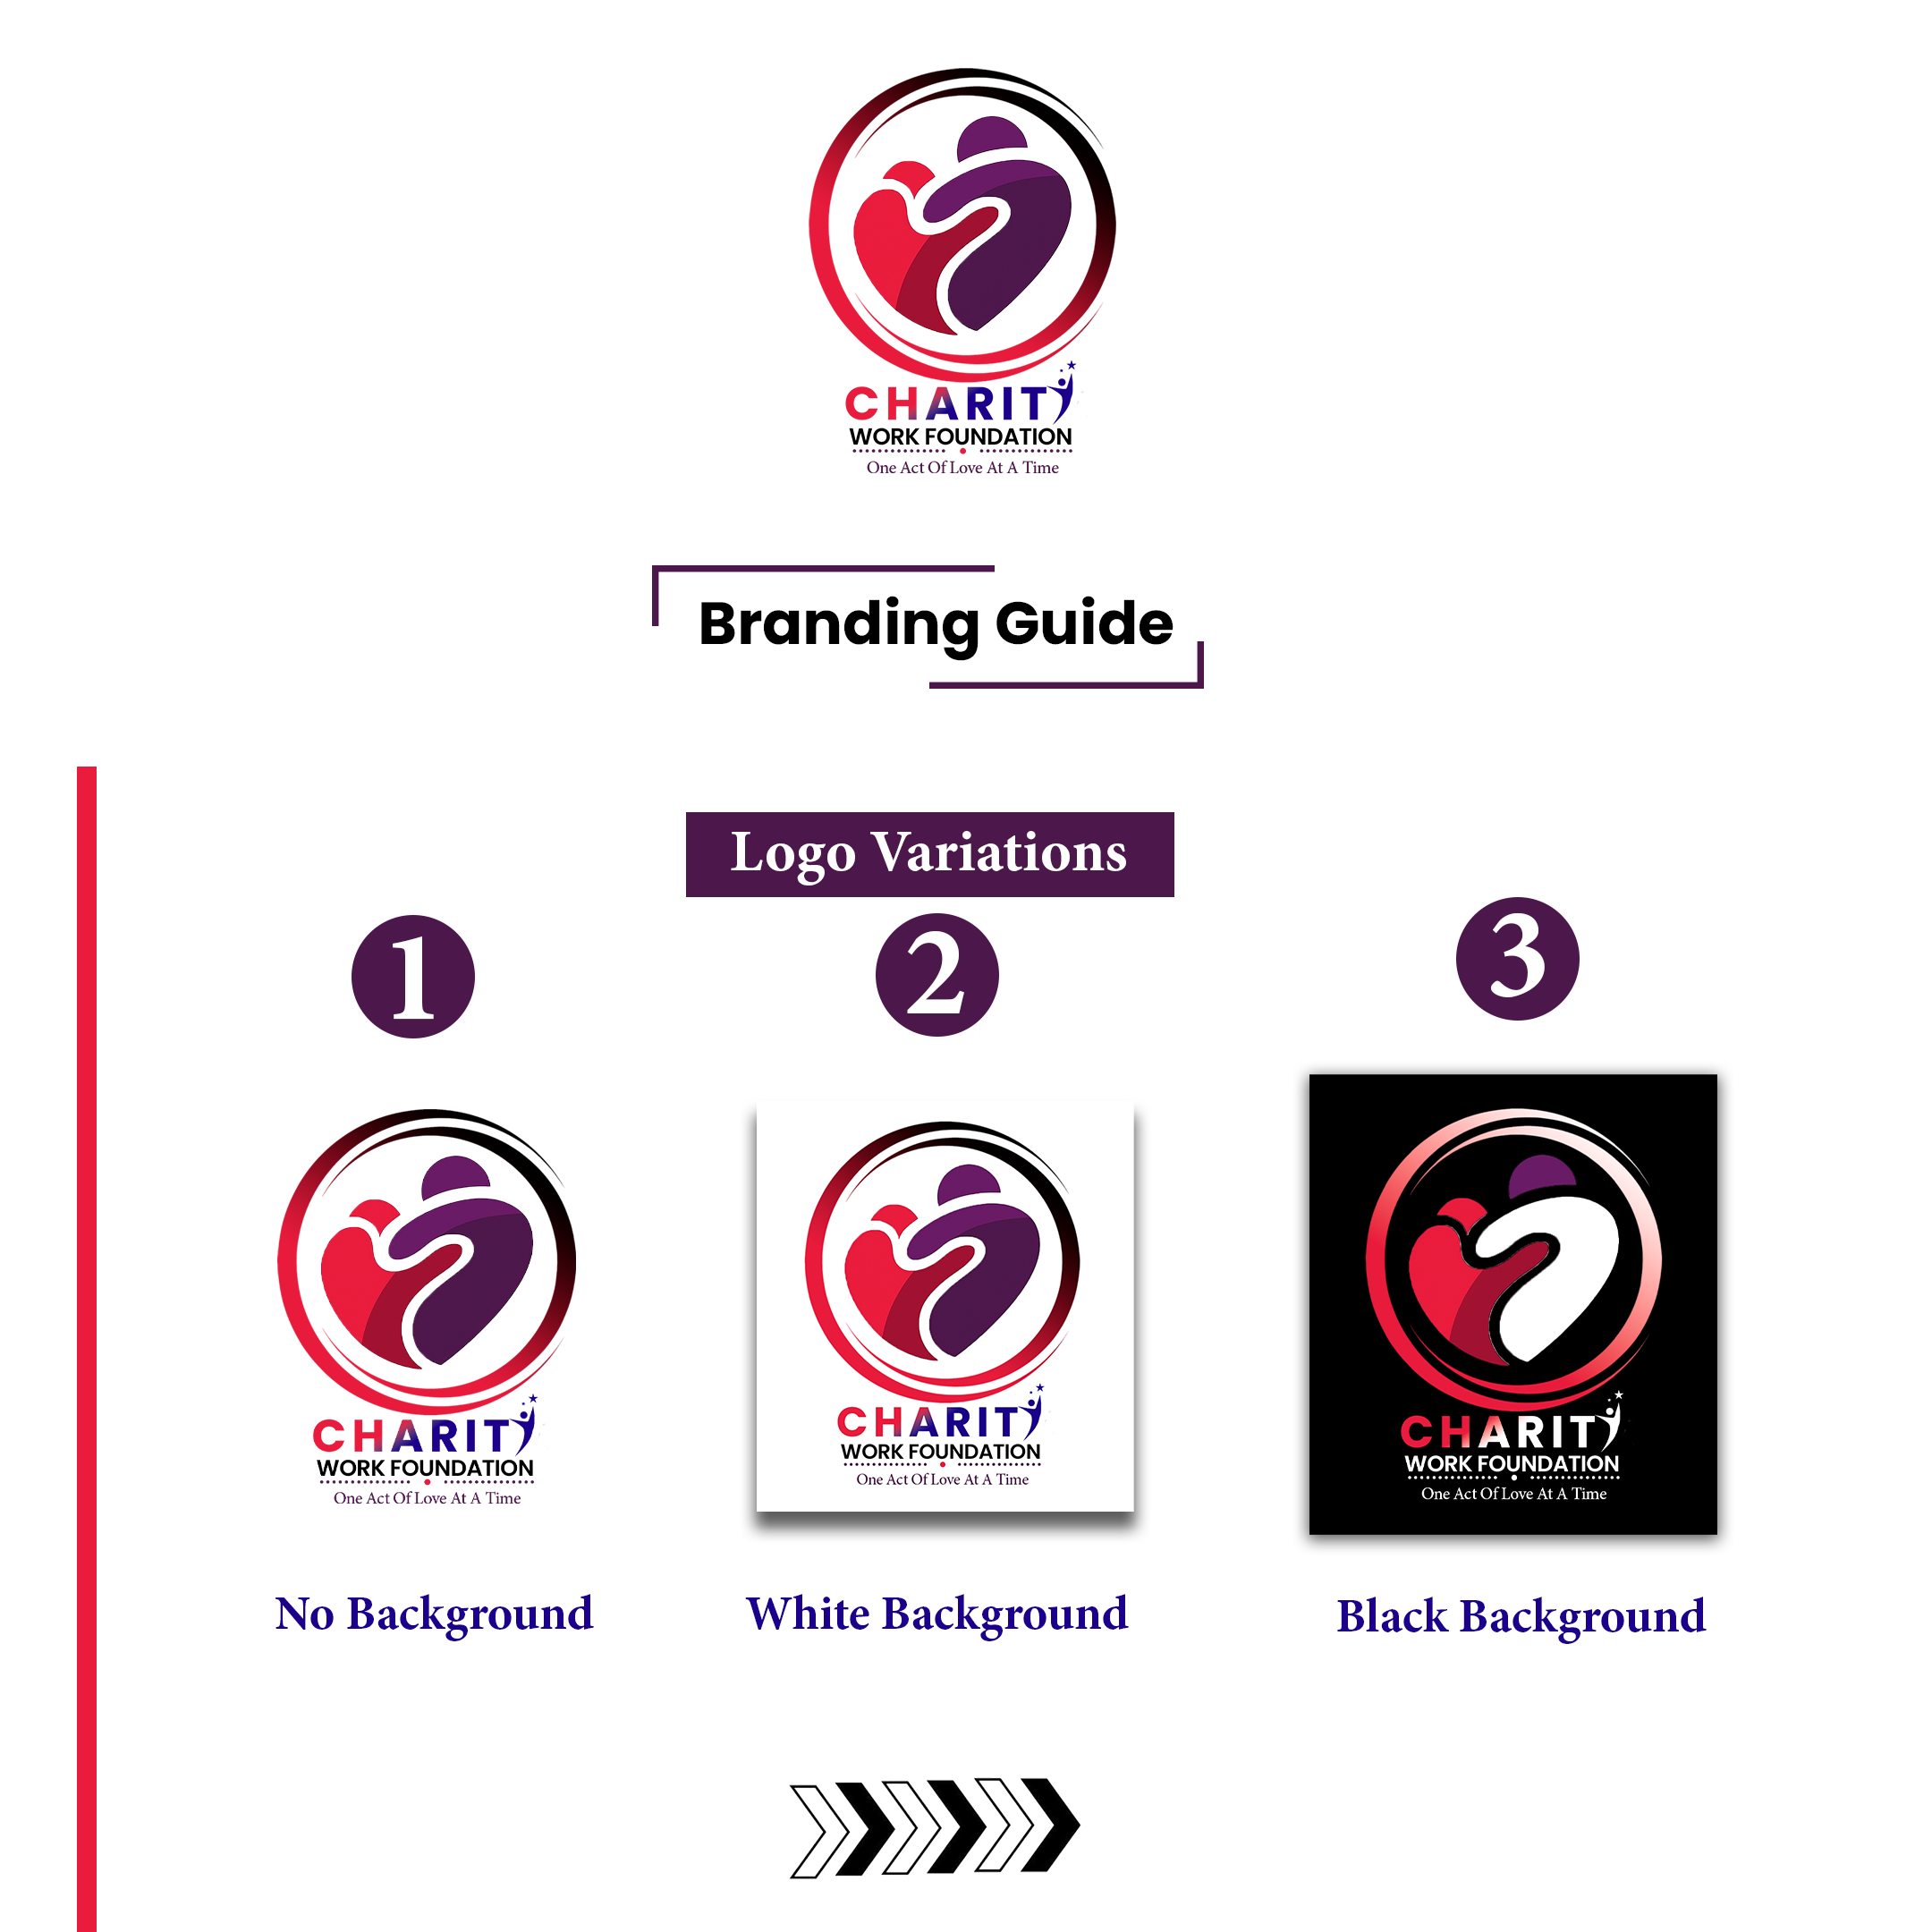 CHARITY
WORK FOUNDATION
One Act Of Love At A Time
Branding Guide
Logo Variations
1
2
3
CHARITY
WORK FOUNDATION
One Act Of Love At A Time
CHARITY
WORK FOUNDATION
One Act Of Love At A Time
CHARITY
WORK FOUNDATION
One Act Of Love At A Time
No Background
White Background
Black Background